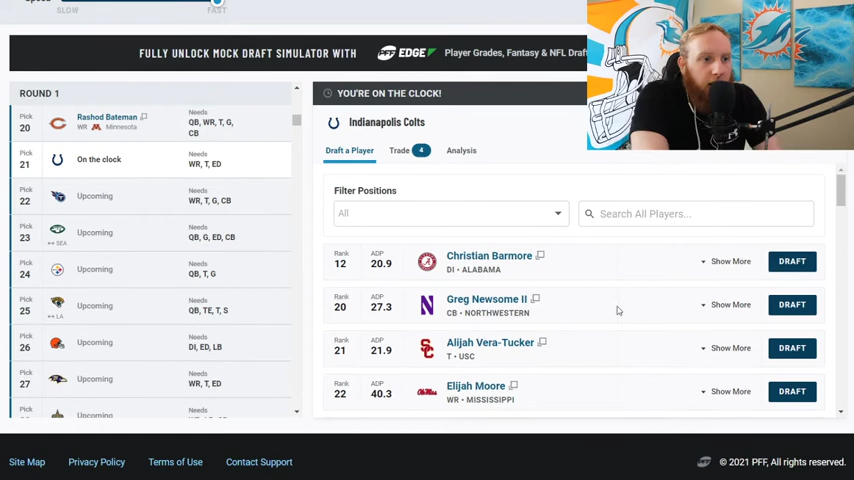 Speed
SLOW FAST
FULLY UNLOCK MOCK DRAFT SIMULATOR WITH PFF EDGE Player Grades, Fantasy & NFL Draf
ROUND 1
Pick 20 Rashod Bateman WR Minnesota Needs QB, WR, T, G, CB
Pick 21 On the clock Needs WR, T, ED
Pick 22 Upcoming Needs WR, T, G, CB
Pick 23 Upcoming Needs QB, G, ED, CB
↔ SEA
Pick 24 Upcoming Needs QB, T, G
Pick 25 Upcoming Needs QB, TE, T, S
↔ LA
Pick 26 Upcoming Needs DI, ED, LB
Pick 27 Upcoming Needs WR, T, ED
Pick Upcoming Needs
YOU'RE ON THE CLOCK!
Indianapolis Colts
Draft a Player Trade 4 Analysis
Filter Positions
All Search All Players...
Rank 12 ADP 20.9 Christian Barmore DI • ALABAMA Show More DRAFT
Rank 20 ADP 27.3 Greg Newsome II CB • NORTHWESTERN Show More DRAFT
Rank 21 ADP 21.9 Alijah Vera-Tucker T • USC Show More DRAFT
Rank 22 ADP 40.3 Elijah Moore WR • MISSISSIPPI Show More DRAFT
Site Map Privacy Policy Terms of Use Contact Support PFF © 2021 PFF, All rights reserved.